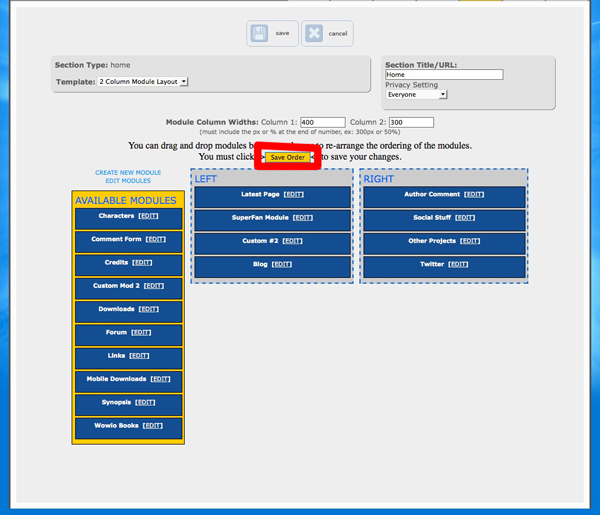 save
cancel
Section Type: home
Template: 2 Column Module Layout
Section Title/URL:
Home
Privacy Setting
Everyone
Module Column Widths: Column 1: 400 Column 2: 300
(must include the px or % at the end of number, ex: 300px or 50%)
You can drag and drop modules to re-arrange the ordering of the modules.
You must click > Save Order < to save your changes.
CREATE NEW MODULE
EDIT MODULES
AVAILABLE MODULES
Characters [EDIT]
Comment Form [EDIT]
Credits [EDIT]
Custom Mod 2 [EDIT]
Downloads [EDIT]
Forum [EDIT]
Links [EDIT]
Mobile Downloads [EDIT]
Synopsis [EDIT]
Wowio Books [EDIT]
LEFT
Latest Page [EDIT]
SuperFan Module [EDIT]
Custom #2 [EDIT]
Blog [EDIT]
RIGHT
Author Comment [EDIT]
Social Stuff [EDIT]
Other Projects [EDIT]
Twitter [EDIT]